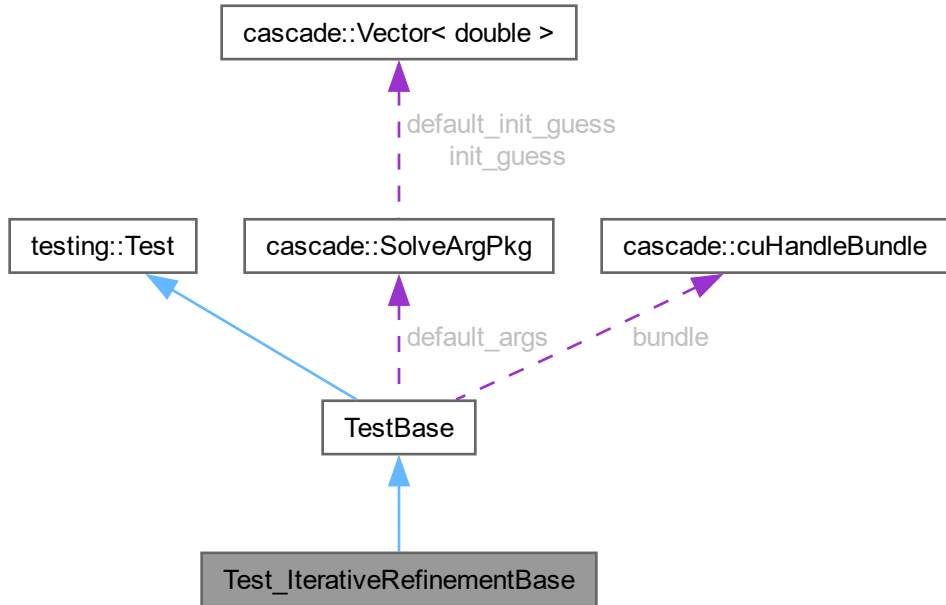 cascade::Vector< double >
default_init_guess
init_guess
testing::Test
cascade::SolveArgPkg
cascade::cuHandleBundle
default_args
bundle
TestBase
Test_IterativeRefinementBase